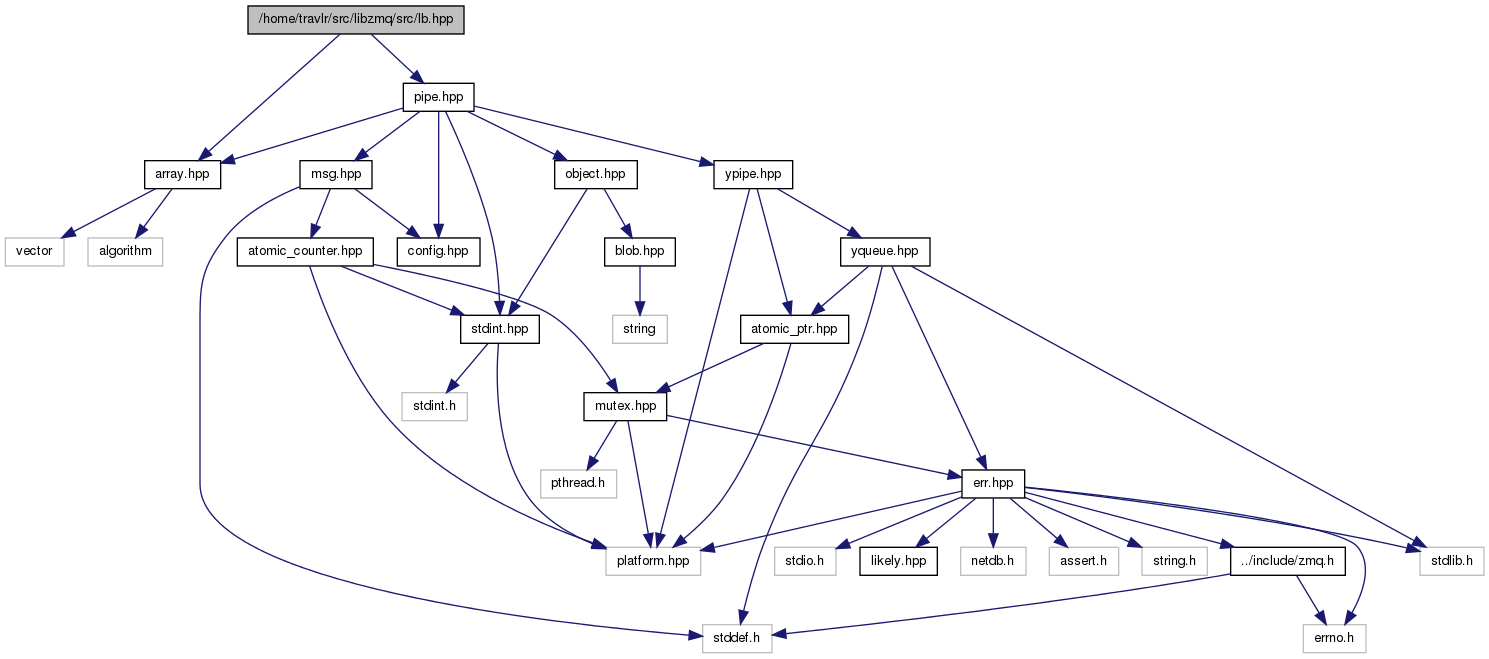 /home/travlr/src/libzmq/src/lb.hpp
pipe.hpp
array.hpp
msg.hpp
object.hpp
ypipe.hpp
vector
algorithm
atomic_counter.hpp
config.hpp
blob.hpp
yqueue.hpp
stdint.hpp
string
atomic_ptr.hpp
stdint.h
mutex.hpp
pthread.h
err.hpp
platform.hpp
stdio.h
likely.hpp
netdb.h
assert.h
string.h
../include/zmq.h
stdlib.h
stddef.h
errno.h